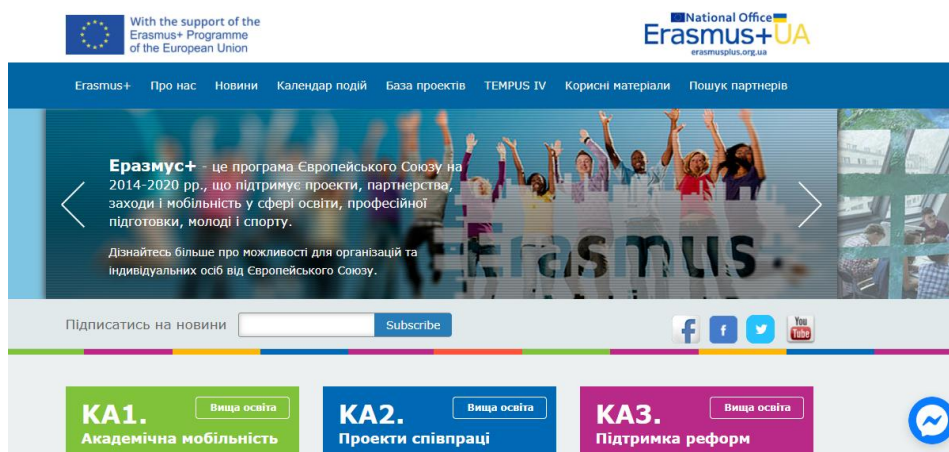 With the support of the
Erasmus+ Programme
of the European Union
National Office
Erasmus+UA
erasmusplus.org.ua
Erasmus+ Про нас Новини Календар подій База проектів TEMPUS IV Корисні матеріали Пошук партнерів
Еразмус+ - це програма Європейського Союзу на
2014-2020 рр., що підтримує проекти, партнерства,
заходи і мобільність у сфері освіти, професійної
підготовки, молоді і спорту.
Дізнайтесь більше про можливості для організацій та
індивідуальних осіб від Європейського Союзу.
Erasmus+
Підписатись на новини Subscribe
You
Tube
КА1. Вища освіта
Академічна мобільність
КА2. Вища освіта
Проекти співпраці
КА3. Вища освіта
Підтримка реформ